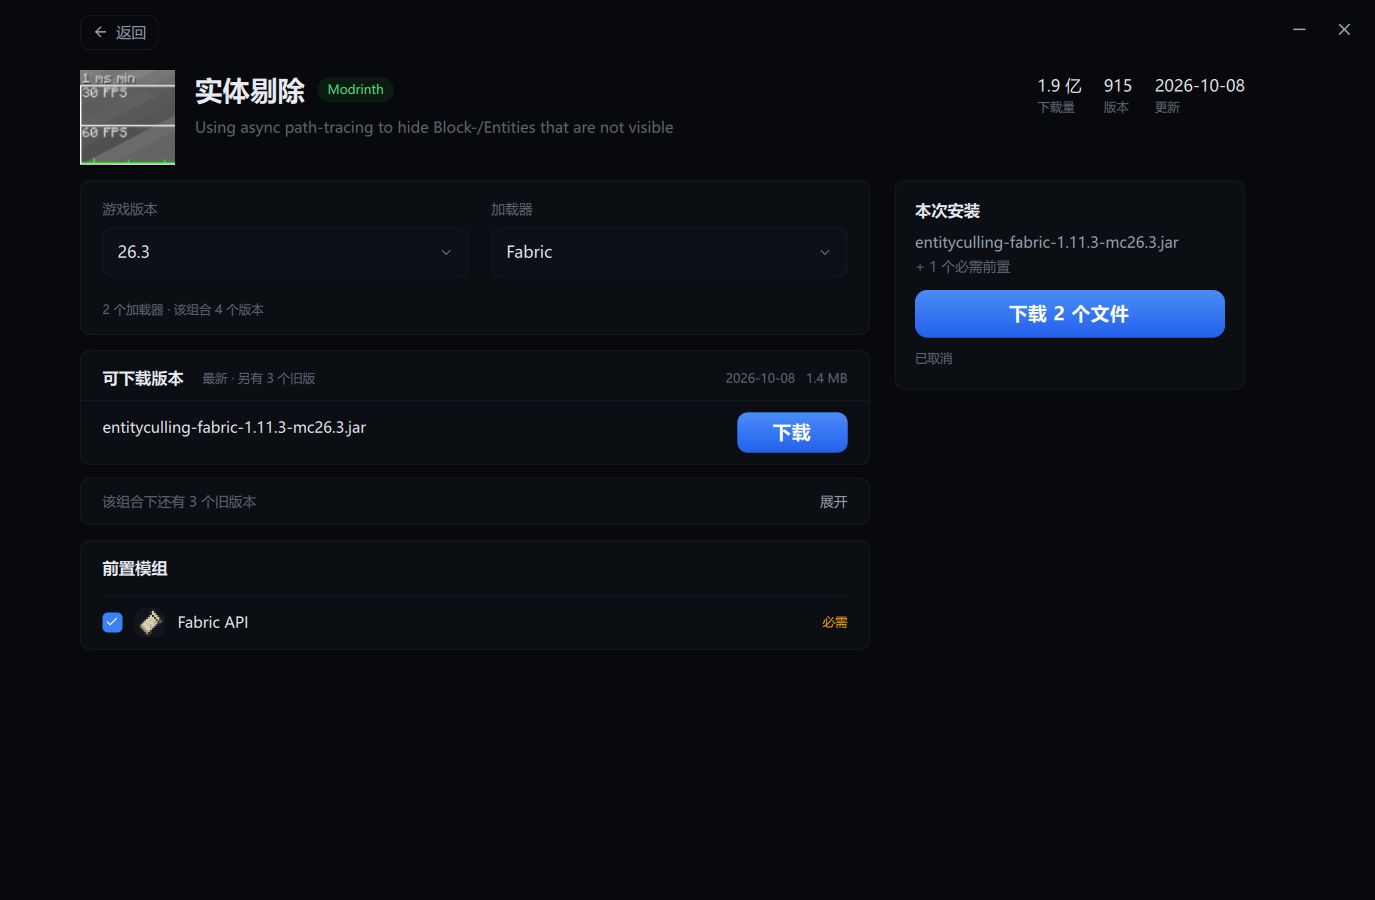 返回
1 ms min
30 FPS
60 FPS
实体剔除 Modrinth
Using async path-tracing to hide Block-/Entities that are not visible
1.9 亿 915 2026-10-08
下载量 版本 更新
游戏版本 加载器
26.3 Fabric
2 个加载器 · 该组合 4 个版本
可下载版本 最新 · 另有 3 个旧版 2026-10-08 1.4 MB
entityculling-fabric-1.11.3-mc26.3.jar 下载
该组合下还有 3 个旧版本 展开
前置模组
Fabric API 必需
本次安装
entityculling-fabric-1.11.3-mc26.3.jar
+ 1 个必需前置
下载 2 个文件
已取消